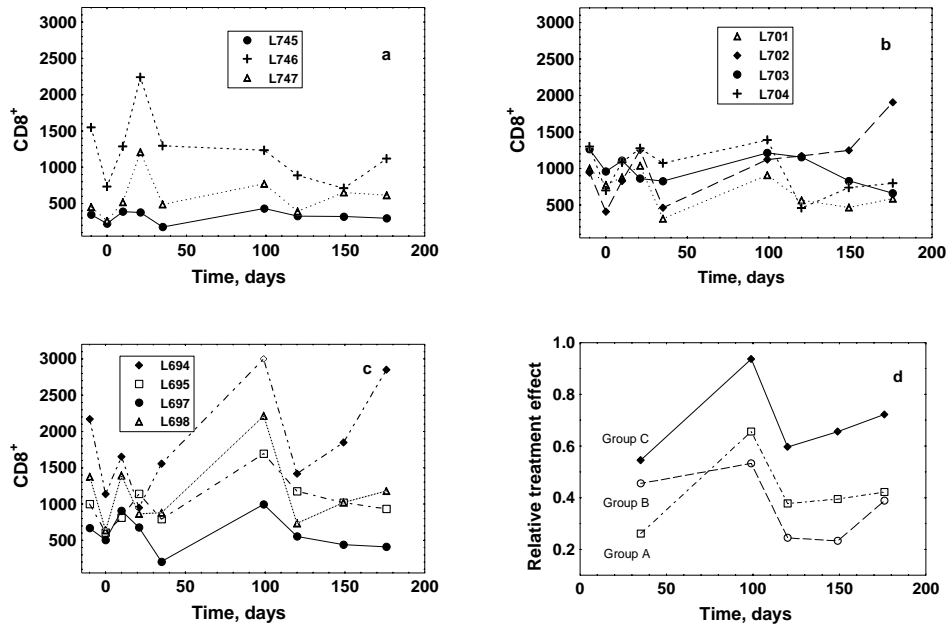 3000
2500
2000
1500
1000
500
CD8+
L745
L746
L747
a
0 50 100 150 200
Time, days
3000
2500
2000
1500
1000
500
CD8+
L701
L702
L703
L704
b
0 50 100 150 200
Time, days
3000
2500
2000
1500
1000
500
CD8+
L694
L695
L697
L698
c
0 50 100 150 200
Time, days
1.0
0.8
0.6
0.4
0.2
Relative treatment effect
d
Group C
Group B
Group A
0 50 100 150 200
Time, days